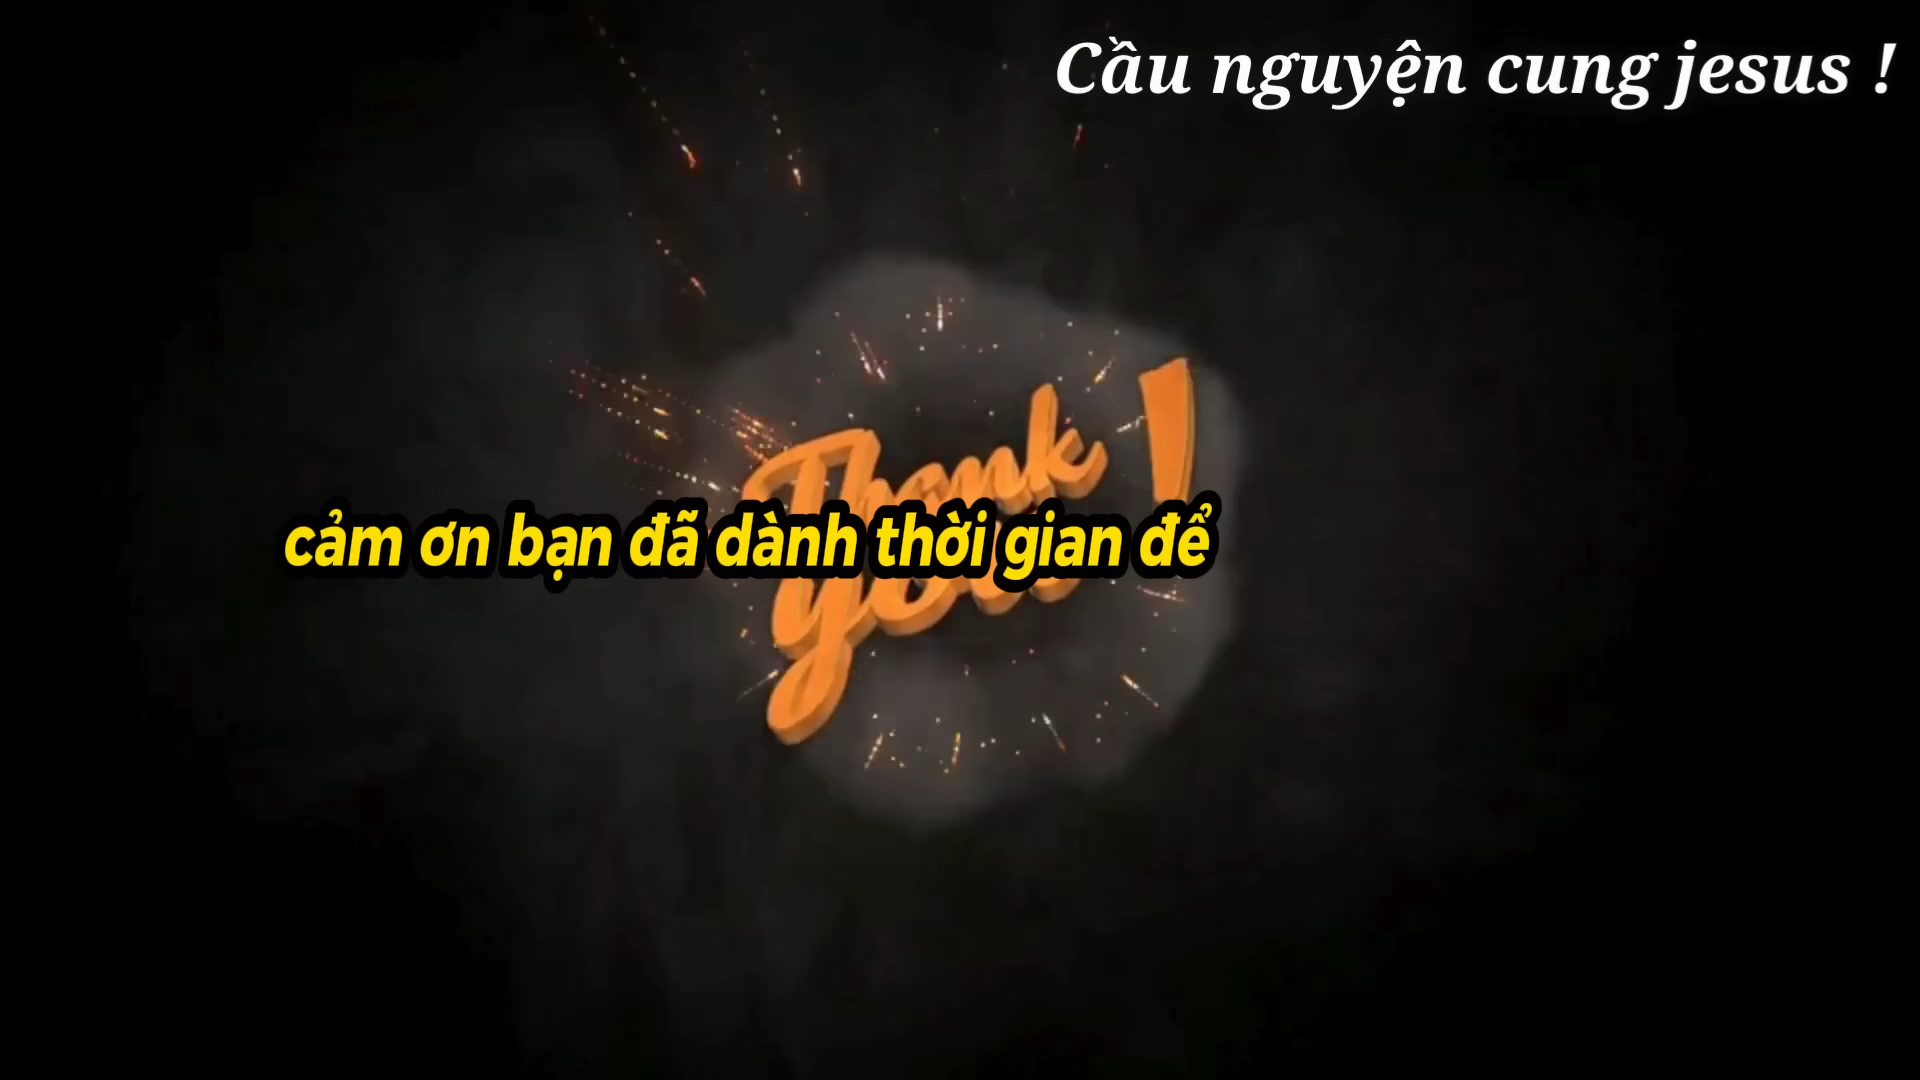 Cầu nguyện cung jesus !
Thank !
cảm ơn bạn đã dành thời gian để
you